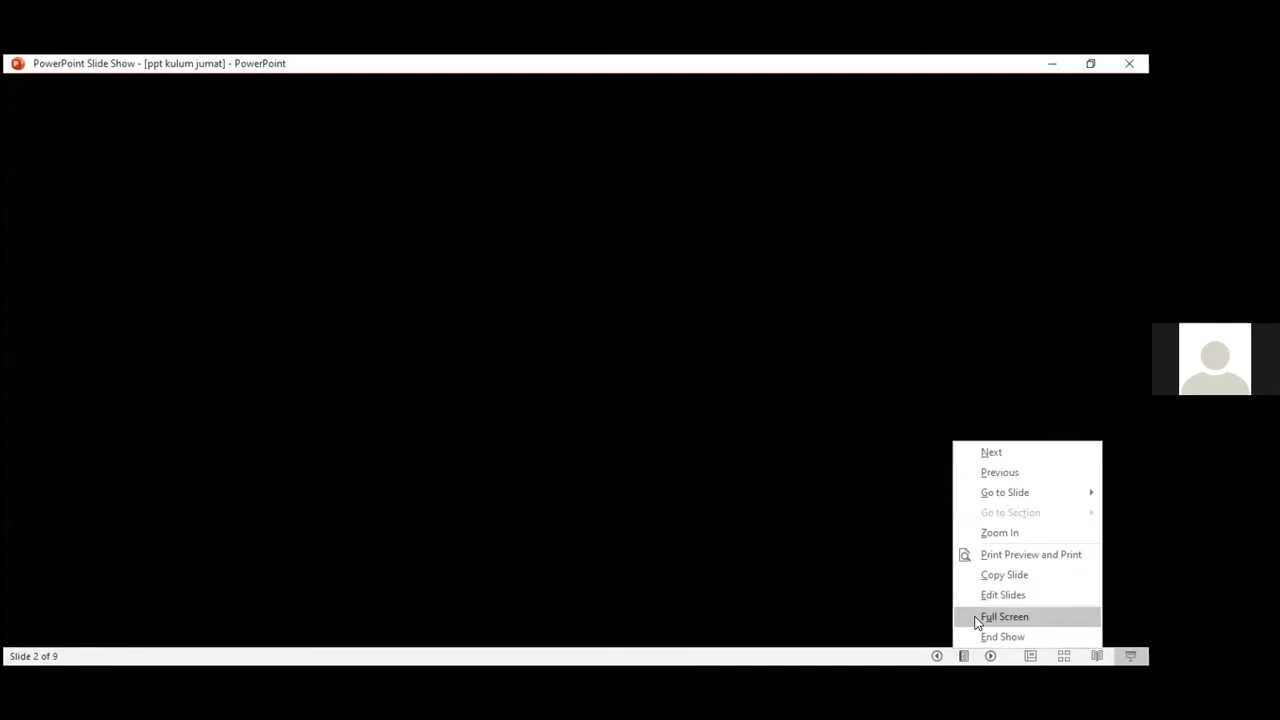 PowerPoint Slide Show - [ppt kulum jumat] - PowerPoint
Next
Previous
Go to Slide
Go to Section
Zoom In
Print Preview and Print
Copy Slide
Edit Slides
Full Screen
End Show
Slide 2 of 9